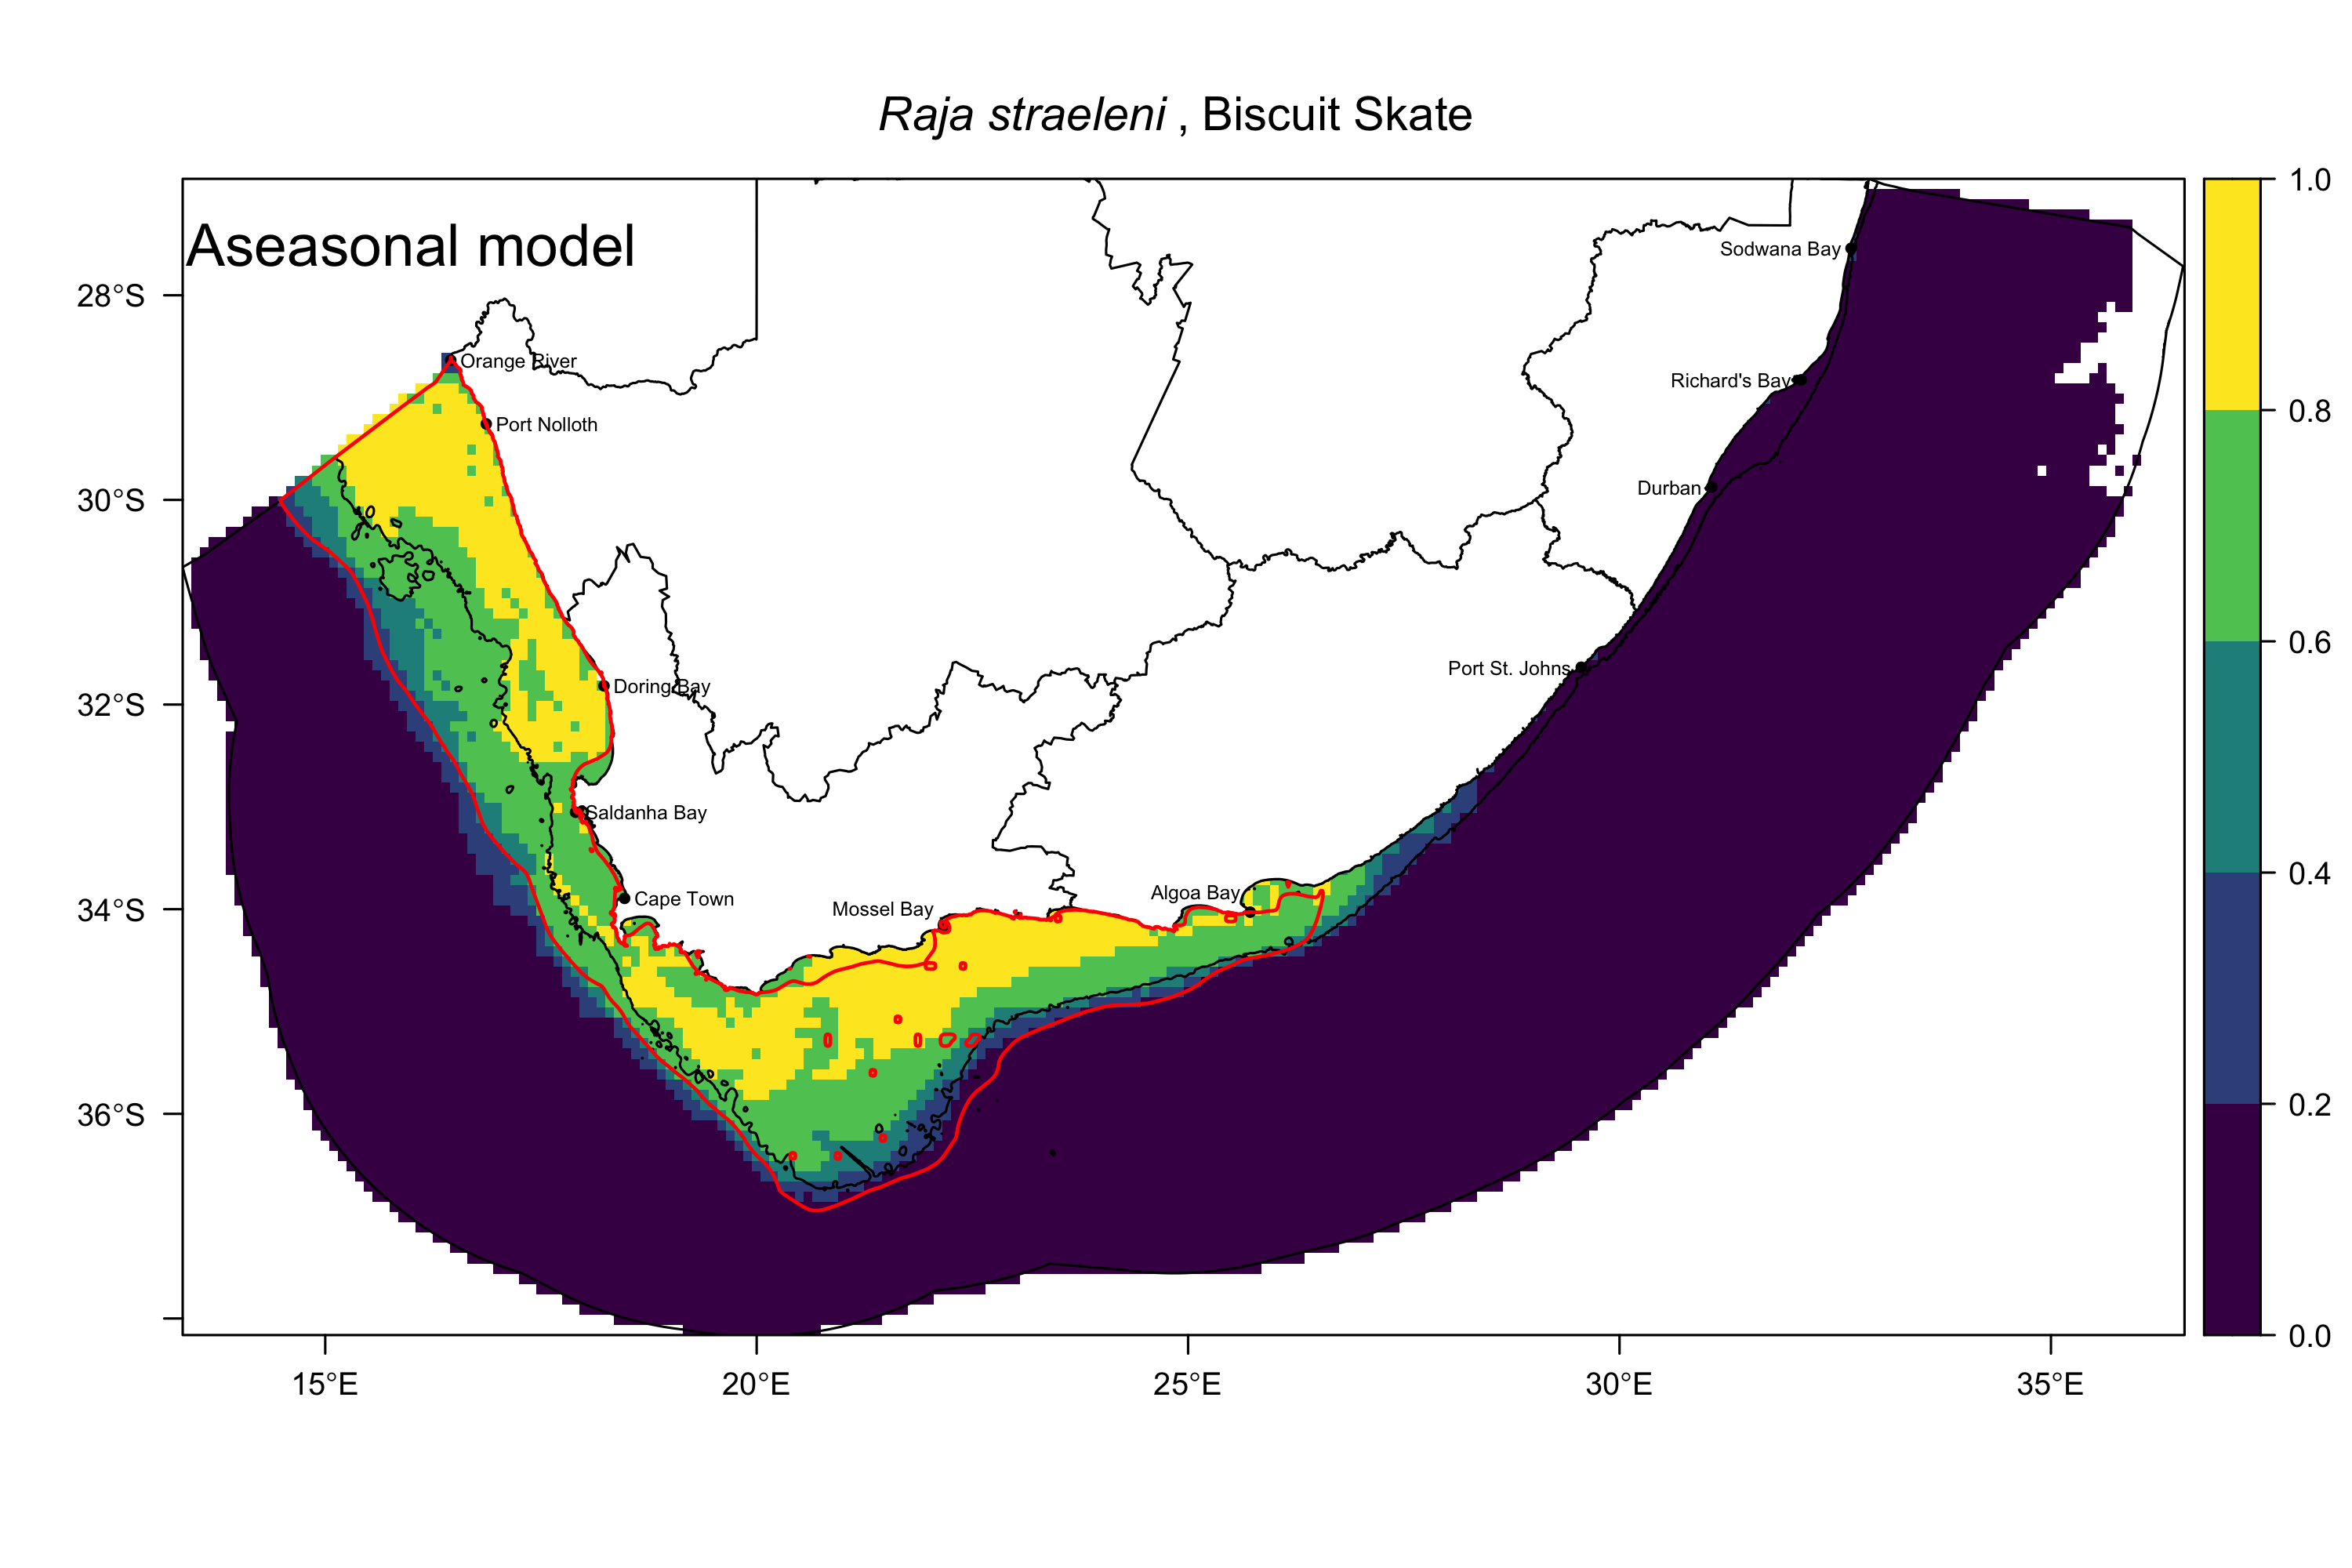 Raja straeleni , Biscuit Skate
Aseasonal model
1.0
0.8
0.6
0.4
0.2
0.0
28°S
30°S
32°S
34°S
36°S
Sodwana Bay
Orange River
Richard's Bay
Port Nolloth
Durban
Port St. Johns
Doring Bay
Saldanha Bay
Cape Town
Algoa Bay
Mossel Bay
15°E
20°E
25°E
30°E
35°E